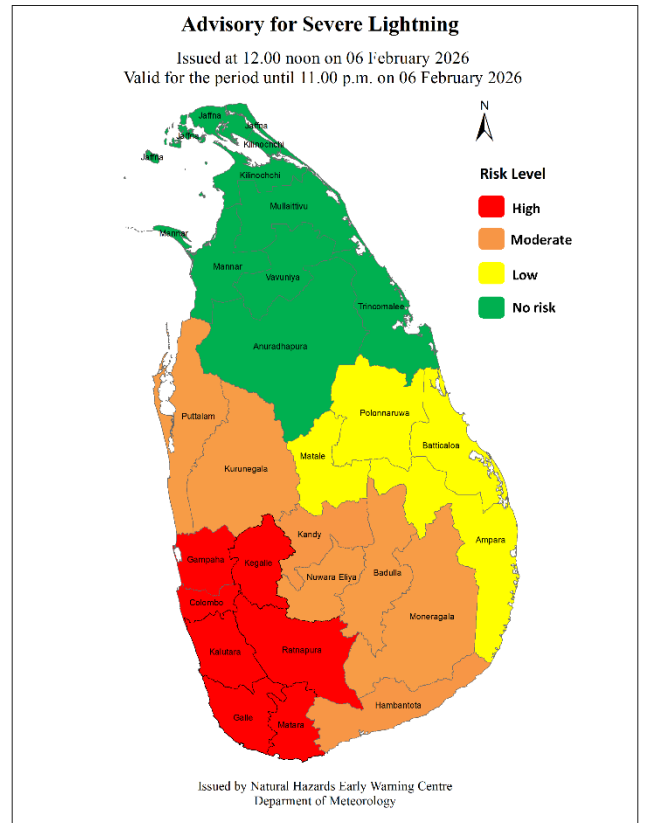 Advisory for Severe Lightning
Issued at 12.00 noon on 06 February 2026
Valid for the period until 11.00 p.m. on 06 February 2026
N
Jaffna
Jaffna
Jaffna
Kilinochchi
Jaffna
Kilinochchi
Risk Level
High
Mullaittivu
Mannar
Moderate
Mannar
Vavuniya
Low
Trincomalee
No risk
Anuradhapura
Puttalam
Polonnaruwa
Batticaloa
Matale
Kurunegala
Kandy
Ampara
Gampaha
Kegalle
Nuwara Eliya
Badulla
Colombo
Moneragala
Kalutara
Ratnapura
Hambantota
Galle
Matara
Issued by Natural Hazards Early Warning Centre
Deparment of Meteorology